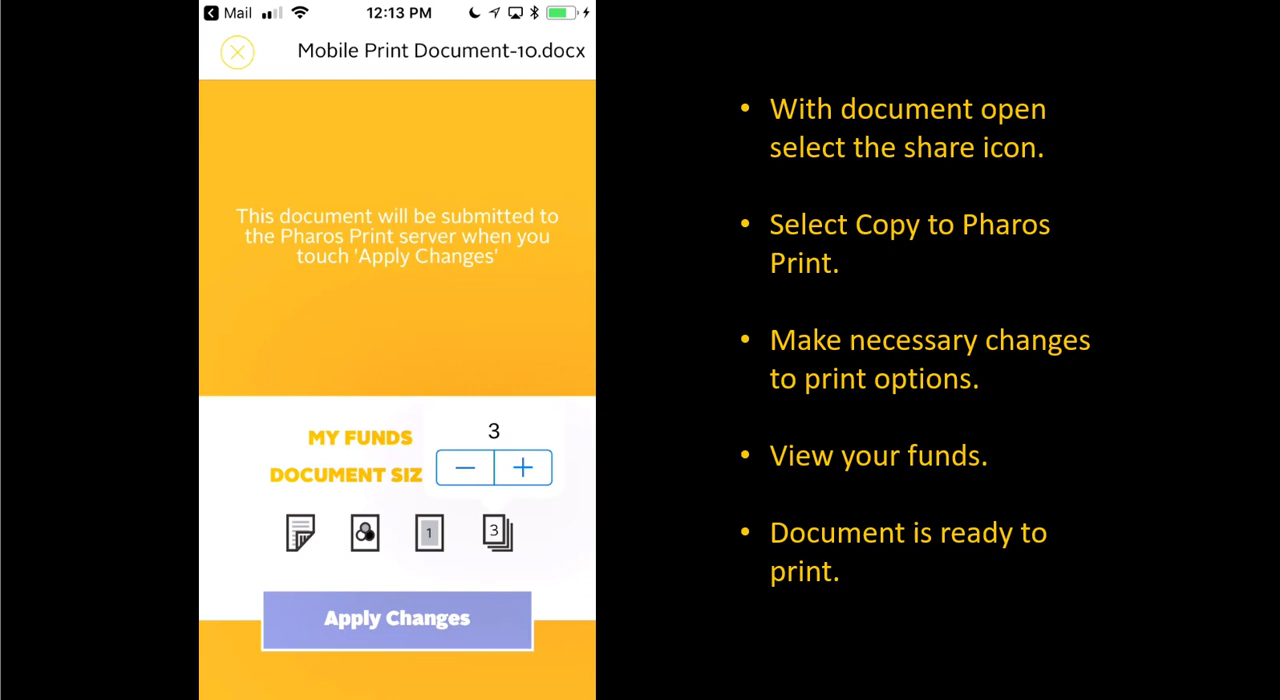 Mail
12:13 PM
Mobile Print Document-10.docx
This document will be submitted to
the Pharos Print server when you
touch 'Apply Changes'
MY FUNDS
DOCUMENT SIZ
3
1
3
Apply Changes
• With document open
select the share icon.
• Select Copy to Pharos
Print.
• Make necessary changes
to print options.
• View your funds.
• Document is ready to
print.